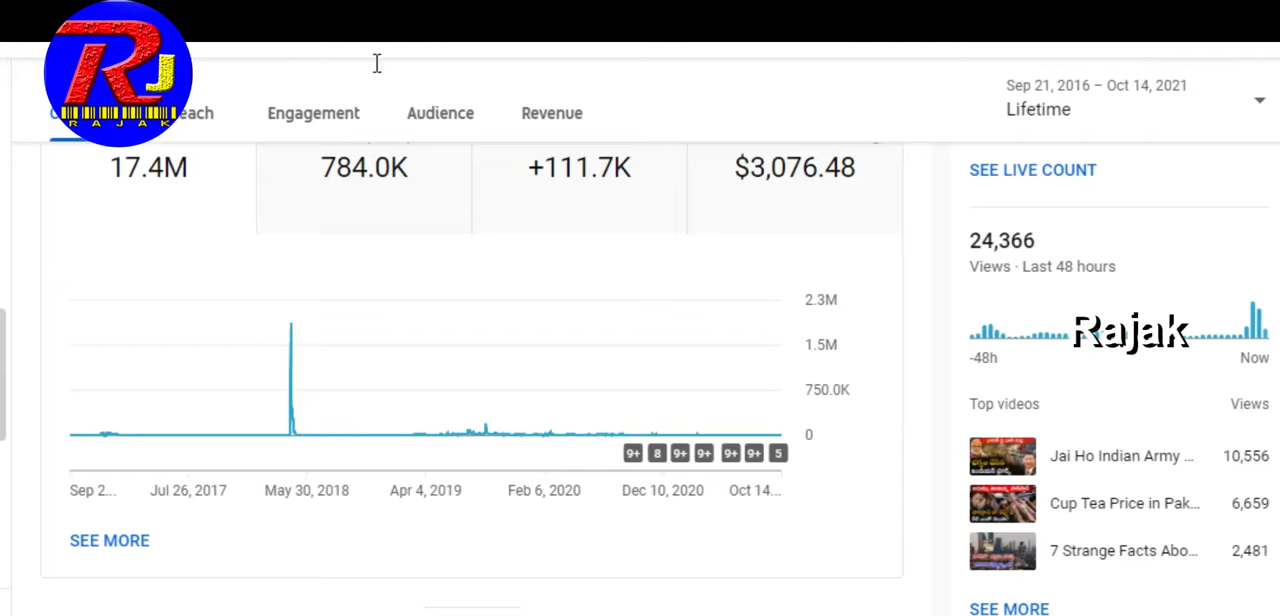 RJ
RAJAK
each
Engagement
Audience
Revenue
Sep 21, 2016 – Oct 14, 2021
Lifetime
17.4M
784.0K
+111.7K
$3,076.48
SEE LIVE COUNT
24,366
Views · Last 48 hours
2.3M
1.5M
750.0K
0
Rajak
-48h
Now
9+ 8 9+ 9+ 9+ 9+ 5
Sep 2... Jul 26, 2017 May 30, 2018 Apr 4, 2019 Feb 6, 2020 Dec 10, 2020 Oct 14...
SEE MORE
Top videos Views
Jai Ho Indian Army ... 10,556
Cup Tea Price in Pak... 6,659
7 Strange Facts Abo... 2,481
SEE MORE